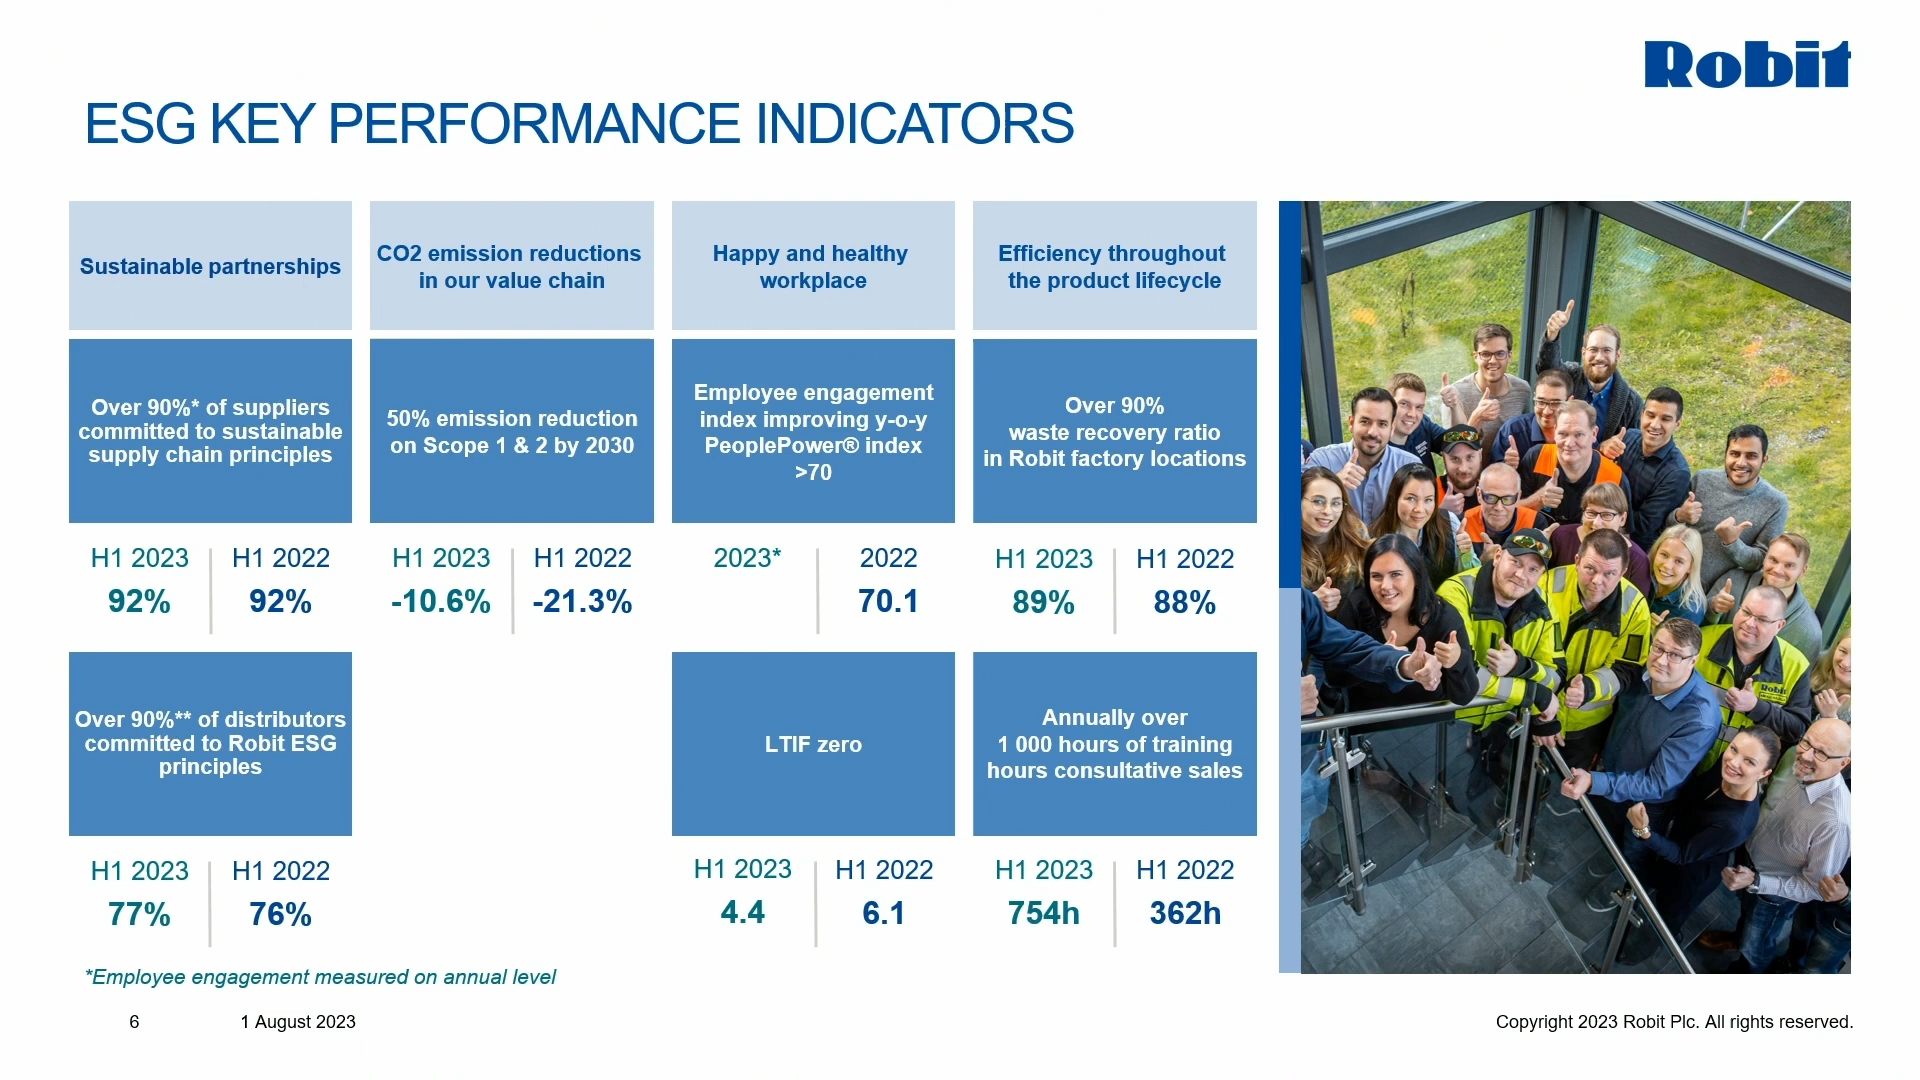 Robit
ESG KEY PERFORMANCE INDICATORS
Sustainable partnerships
Over 90%* of suppliers
committed to sustainable
supply chain principles
H1 2023
92%
H1 2022
92%
Over 90%** of distributors
committed to Robit ESG
principles
H1 2023
77%
H1 2022
76%
CO2 emission reductions
in our value chain
50% emission reduction
on Scope 1 & 2 by 2030
H1 2023
-10.6%
H1 2022
-21.3%
Happy and healthy
workplace
Employee engagement
index improving y-o-y
PeoplePower® index
>70
2023*
2022
70.1
LTIF zero
H1 2023
4.4
H1 2022
6.1
Efficiency throughout
the product lifecycle
Over 90%
waste recovery ratio
in Robit factory locations
H1 2023
89%
H1 2022
88%
Annually over
1 000 hours of training
hours consultative sales
H1 2023
754h
H1 2022
362h
Robit
*Employee engagement measured on annual level
6
1 August 2023
Copyright 2023 Robit Plc. All rights reserved.